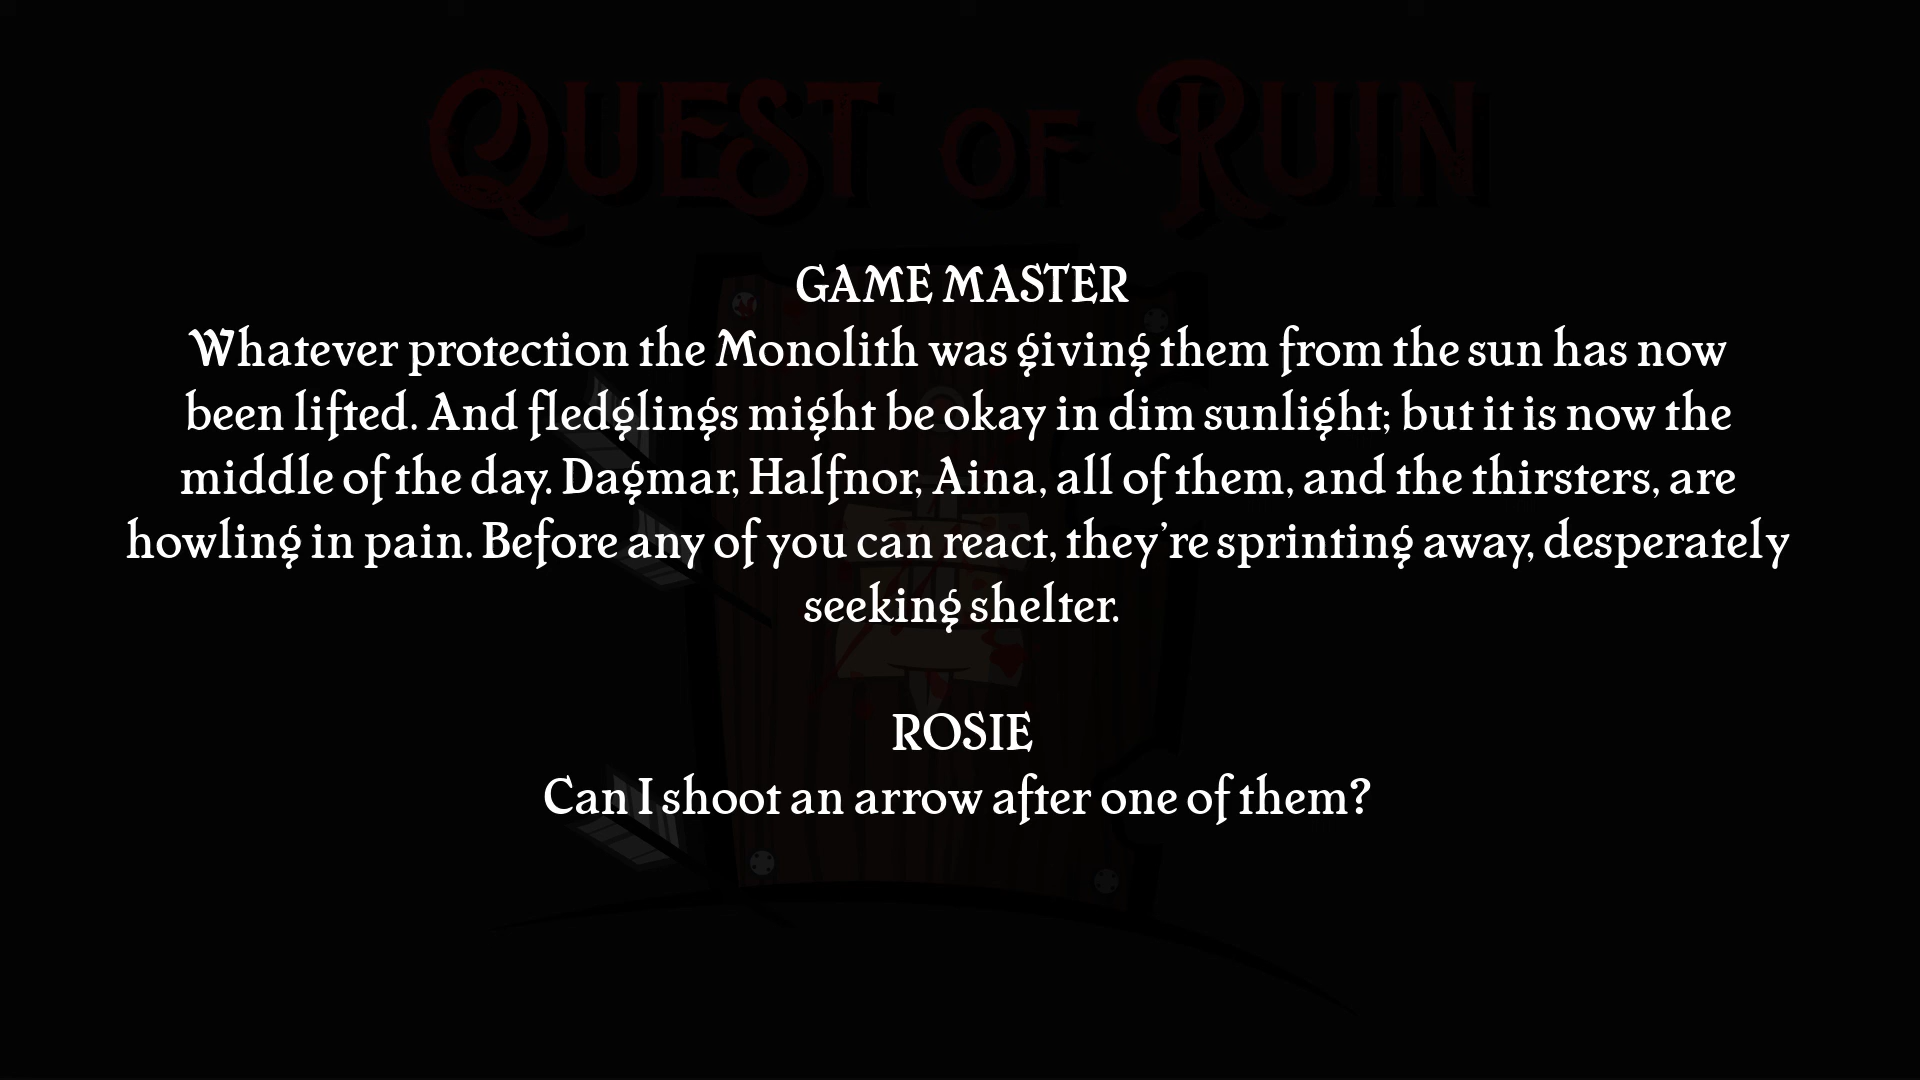 QUEST OF RUIN
GAME MASTER
Whatever protection the Monolith was giving them from the sun has now
been lifted. And fledglings might be okay in dim sunlight; but it is now the
middle of the day. Dagmar, Halfnor, Aina, all of them, and the thirsters, are
howling in pain. Before any of you can react, they're sprinting away, desperately
seeking shelter.
ROSIE
Can I shoot an arrow after one of them?